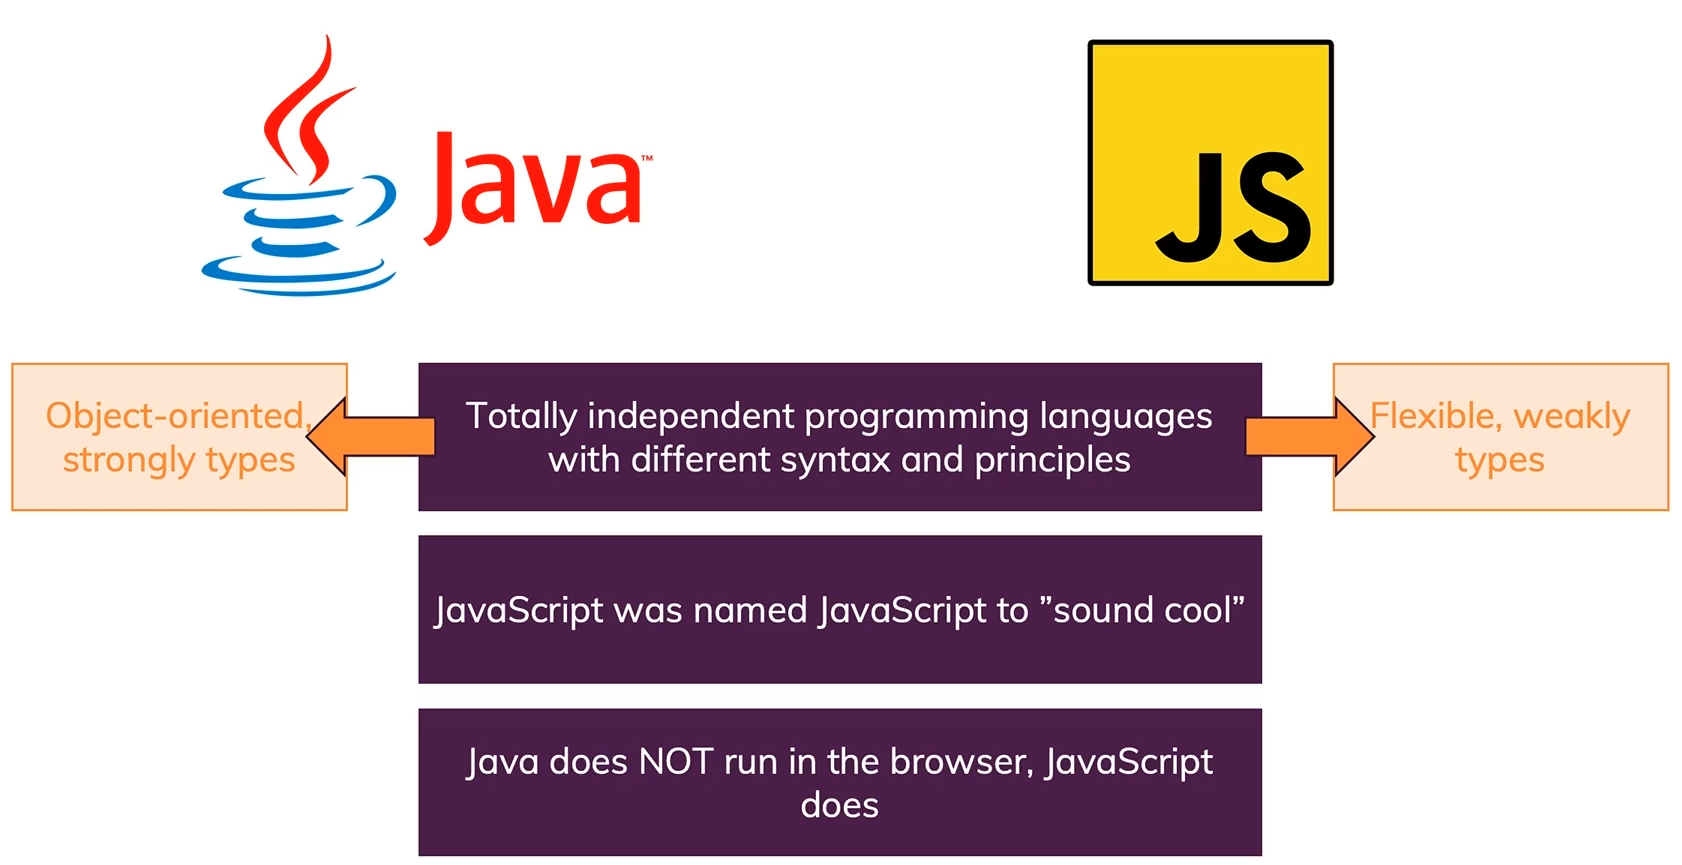 Java™
JS
Object-oriented,
strongly types
Totally independent programming languages
with different syntax and principles
Flexible, weakly
types
JavaScript was named JavaScript to ”sound cool”
Java does NOT run in the browser, JavaScript
does